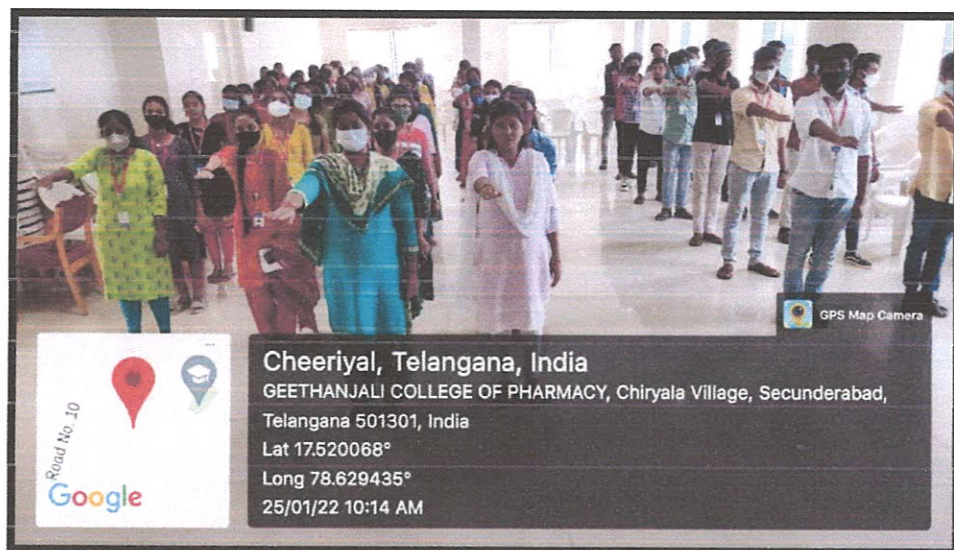 GPS Map Camera
Cheeriyal, Telangana, India
GEETHANJALI COLLEGE OF PHARMACY, Chiryala Village, Secunderabad,
Telangana 501301, India
Lat 17.520068°
Long 78.629435°
25/01/22 10:14 AM
Road No. 10
Google